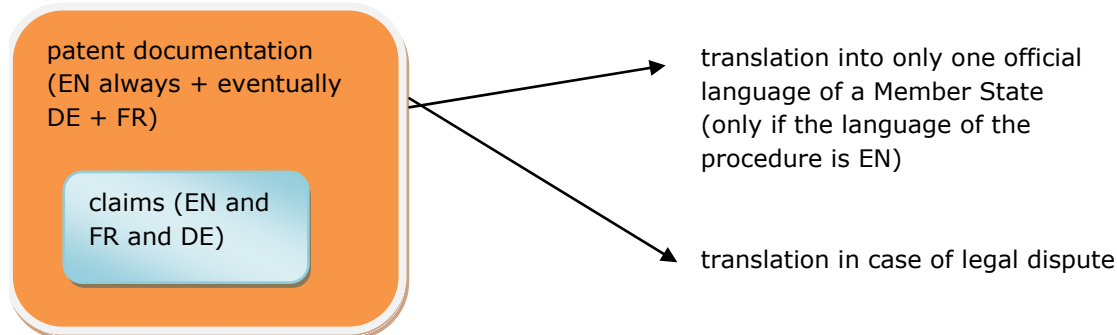 patent documentation
(EN always + eventually
DE + FR)
claims (EN and
FR and DE)
translation into only one official
language of a Member State
(only if the language of the
procedure is EN)
translation in case of legal dispute